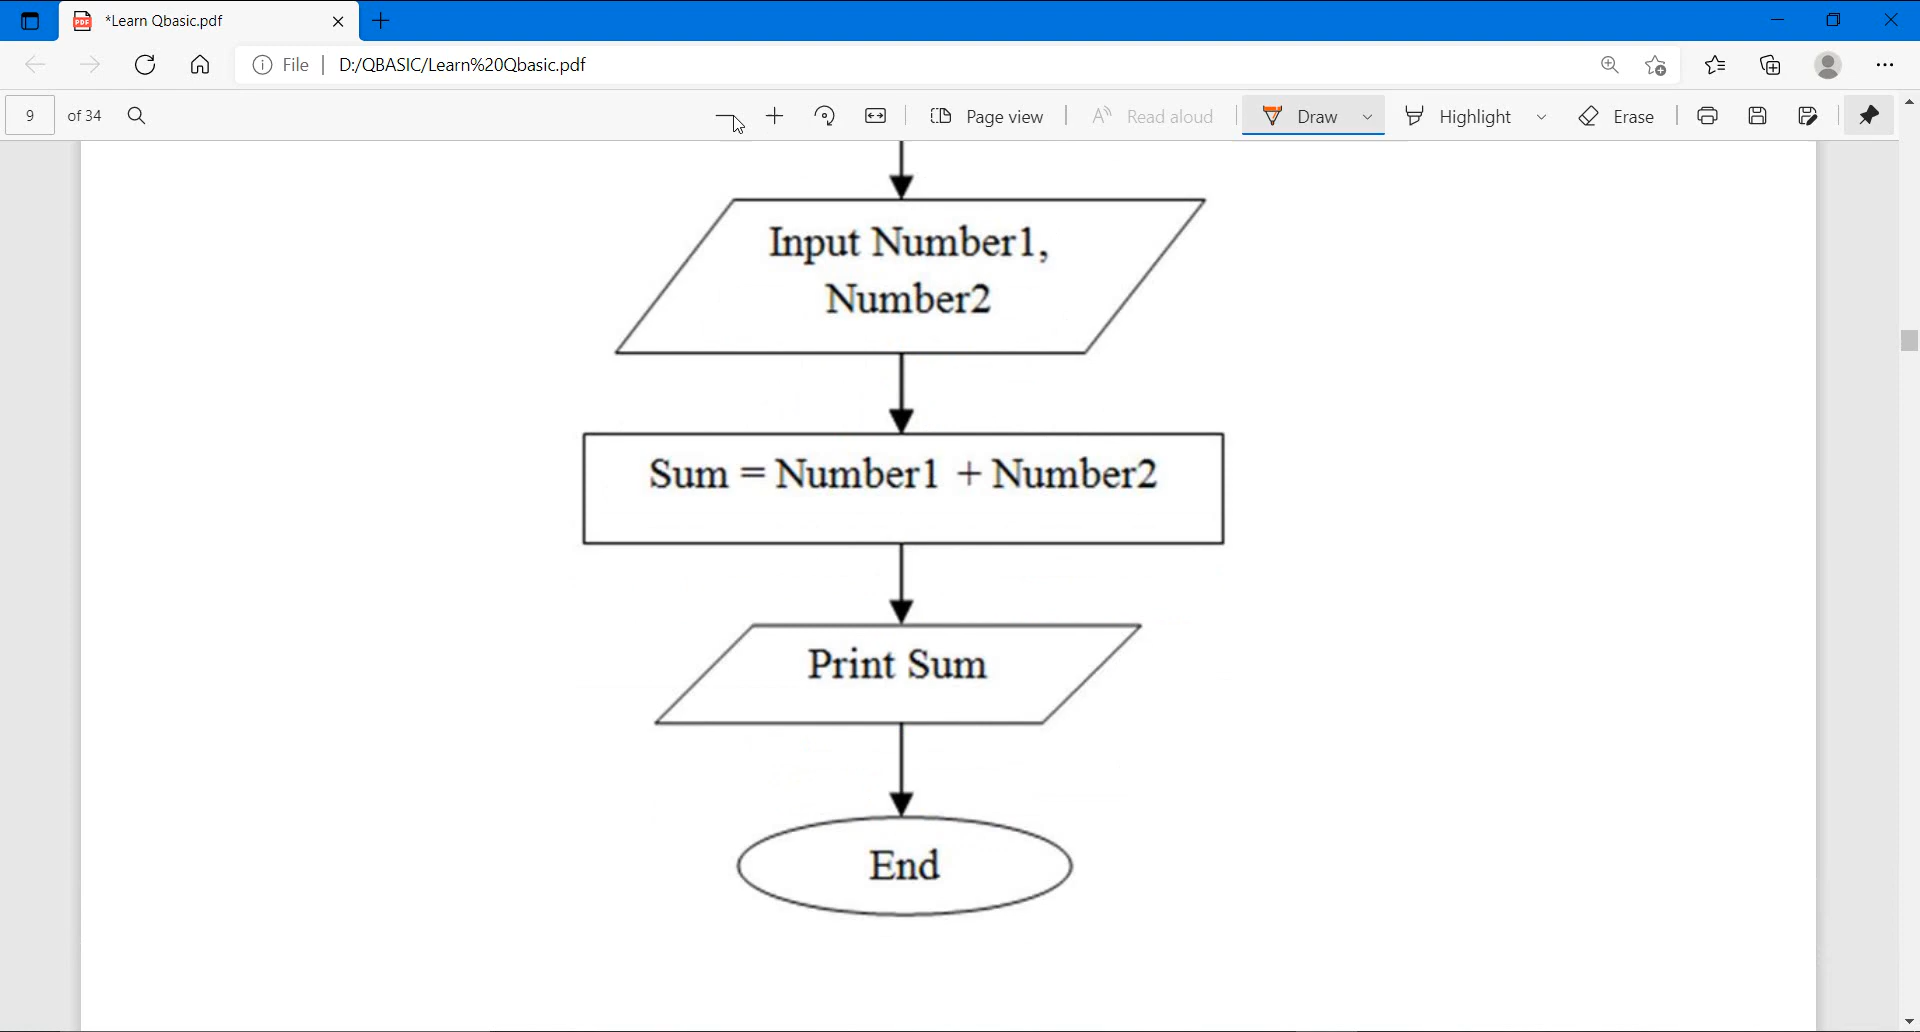 *Learn Qbasic.pdf
File | D:/QBASIC/Learn%20Qbasic.pdf
9 of 34 Page view Read aloud Draw Highlight Erase
Input Number1,
Number2
Sum = Number1 + Number2
Print Sum
End